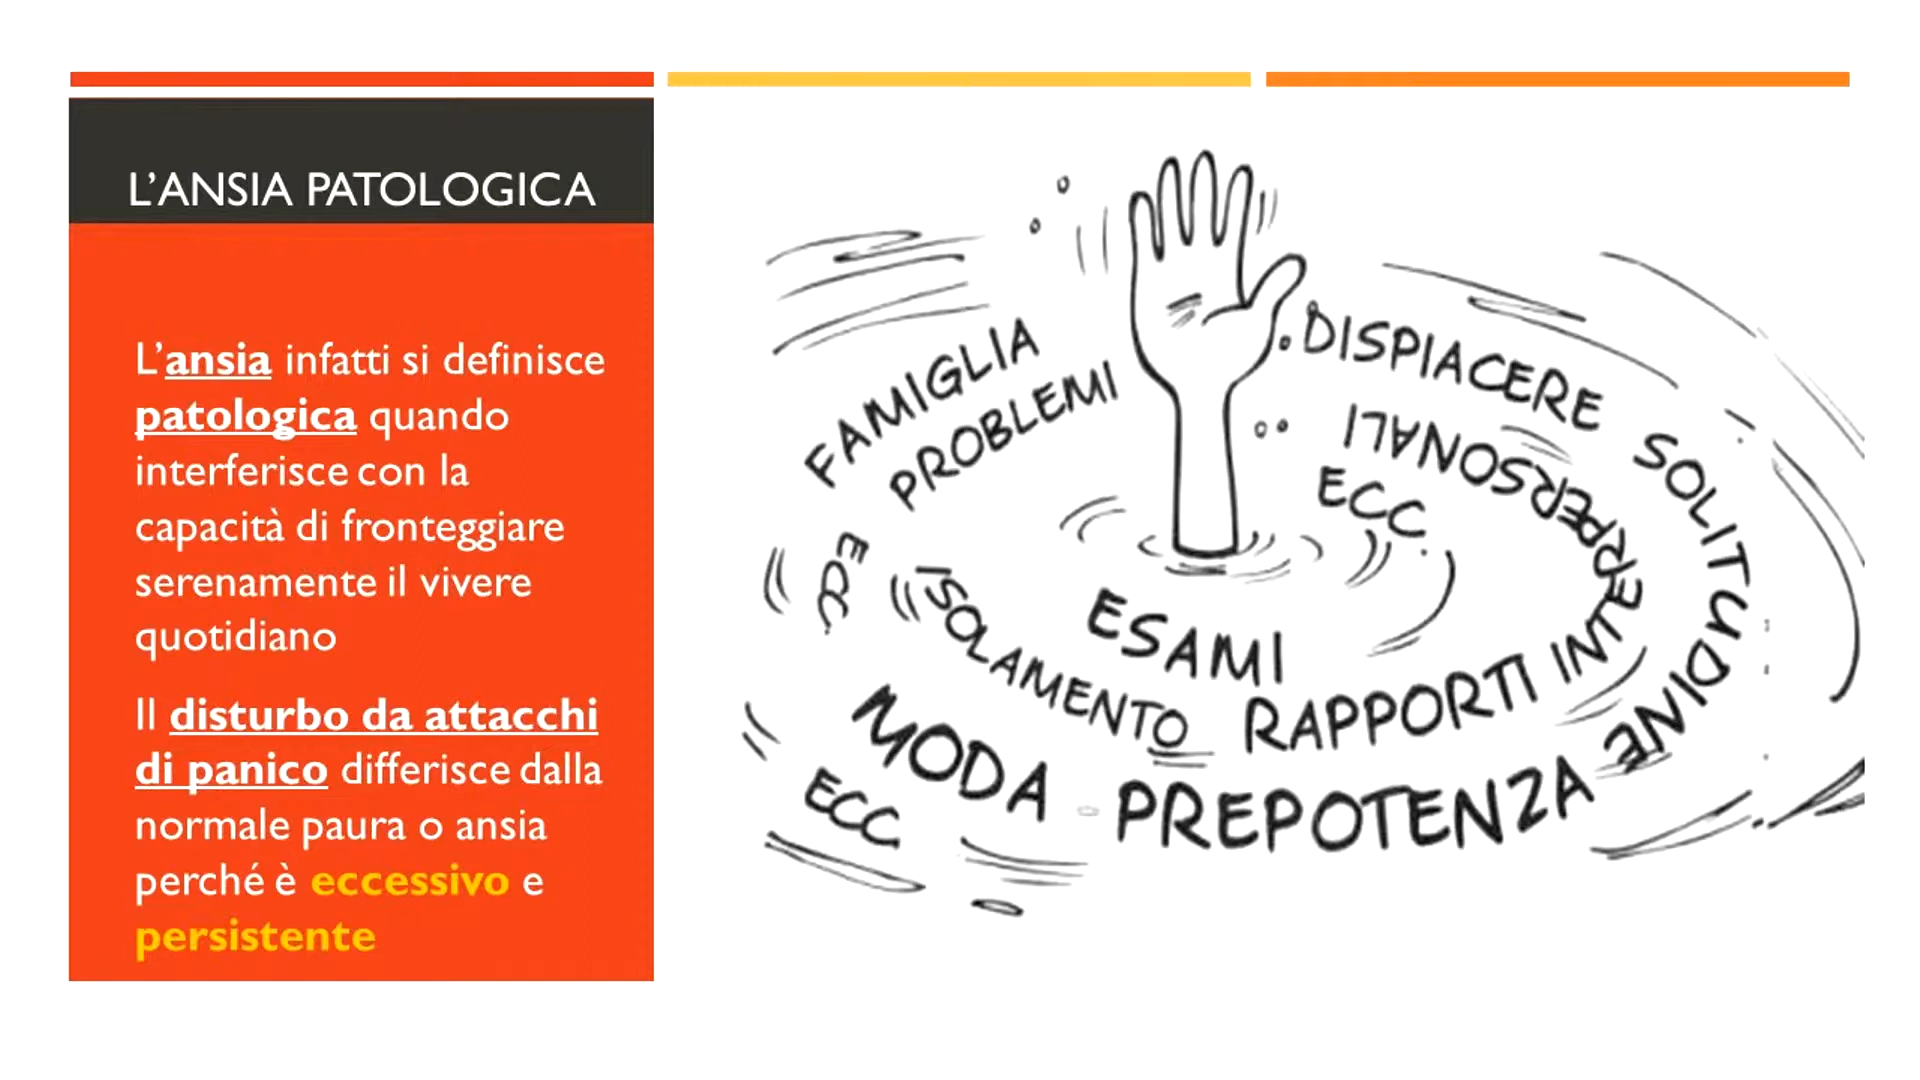 L'ANSIA PATOLOGICA
L'ansia infatti si definisce
patologica quando
interferisce con la
capacità di fronteggiare
serenamente il vivere
quotidiano
Il disturbo da attacchi
di panico differisce dalla
normale paura o ansia
perché è eccessivo e
persistente
FAMIGLIA
PROBLEMI
DISPIACERE
SOLITUDINE
RAPPORTI INTERPERSONALI
ECC.
ECC.
ISOLAMENTO
ESAMI
MODA
PREPOTENZA
ECC